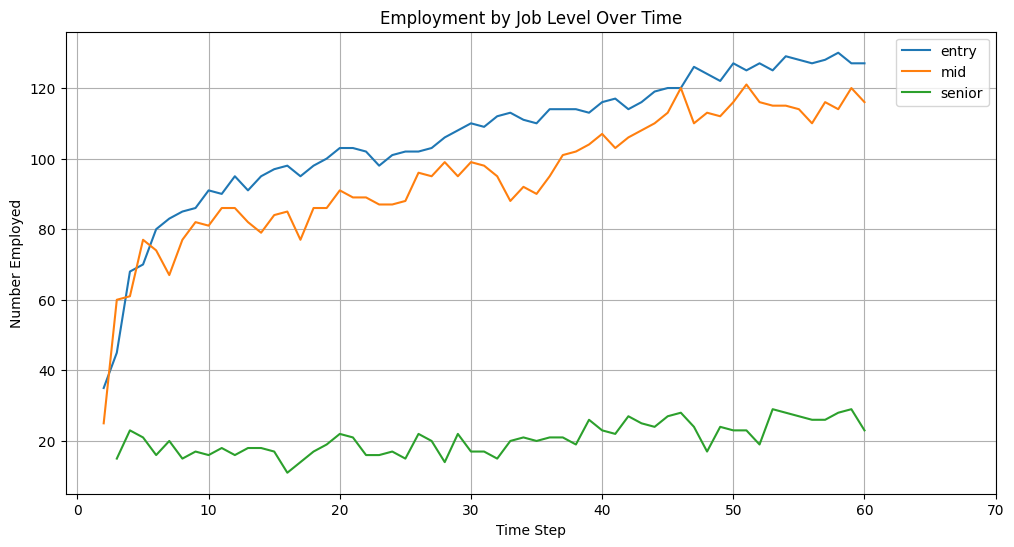 Employment by Job Level Over Time
entry
mid
senior
Number Employed
120
100
80
60
40
20
0 10 20 30 40 50 60 70
Time Step